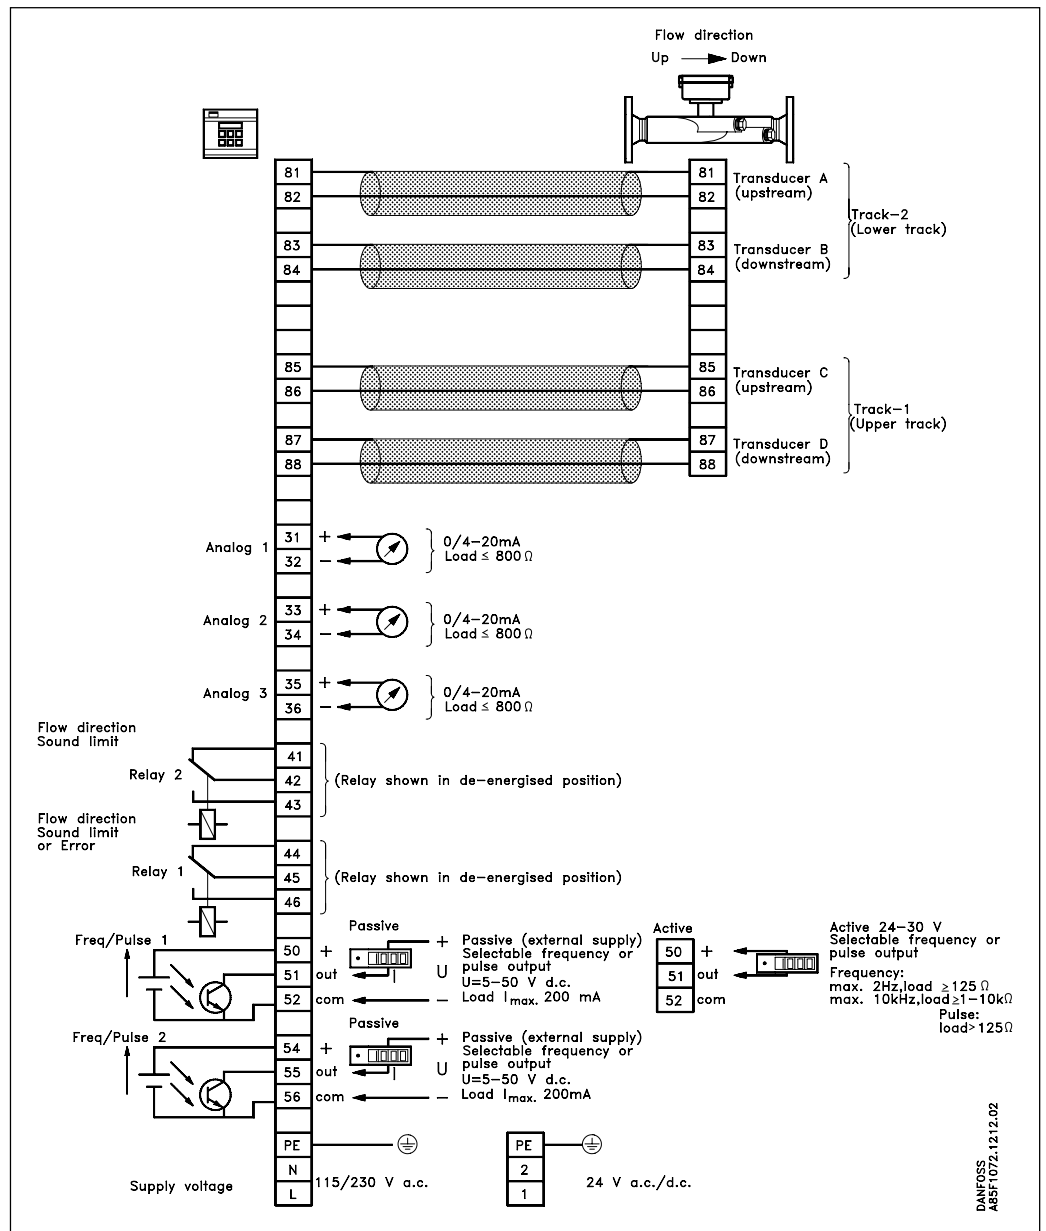 Flow direction
Up Down
81
82
83
84
85
86
87
88
81
82
83
84
85
86
87
88
Transducer A
(upstream)
Transducer B
(downstream)
Track-2
(Lower track)
Transducer C
(upstream)
Transducer D
(downstream)
Track-1
(Upper track)
Analog 1
31 +
32 −
0/4-20mA
Load ≤ 800 Ω
Analog 2
33 +
34 −
0/4-20mA
Load ≤ 800 Ω
Analog 3
35 +
36 −
0/4-20mA
Load ≤ 800 Ω
Flow direction
Sound limit
Relay 2
41
42
43
(Relay shown in de-energised position)
Flow direction
Sound limit
or Error
Relay 1
44
45
46
(Relay shown in de-energised position)
Freq/Pulse 1
50 +
51 out
52 com
Passive
+
U
−
Passive (external supply)
Selectable frequency or
pulse output
U=5-50 V d.c.
Load Imax. 200 mA
Active
50 +
51 out
52 com
Active 24-30 V
Selectable frequency or
pulse output
Frequency:
max. 2Hz,load ≥125 Ω
max. 10kHz,load≥1-10kΩ
Pulse:
load>125Ω
Freq/Pulse 2
54 +
55 out
56 com
Passive
+
U
−
Passive (external supply)
Selectable frequency or
pulse output
U=5-50 V d.c.
Load Imax. 200mA
Supply voltage
PE
N
L
115/230 V a.c.
PE
2
1
24 V a.c./d.c.
DANFOSS
A85F1072.1212.02